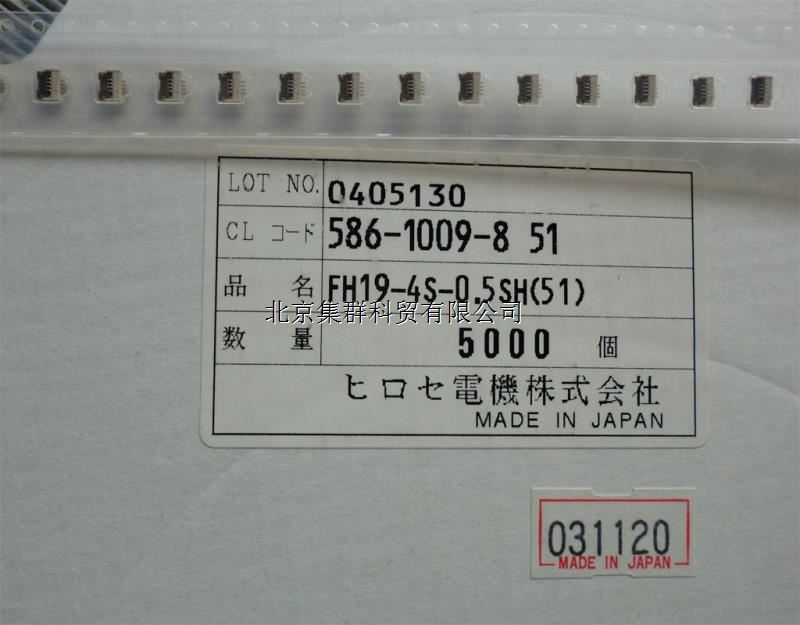 LOT NO. 0405130
CL コード 586-1009-8 51
品 名 FH19-4S-0.5SH(51)
北京集群科贸有限公司
数 量 5000 個
ヒロセ電機株式会社
MADE IN JAPAN
031120
MADE IN JAPAN